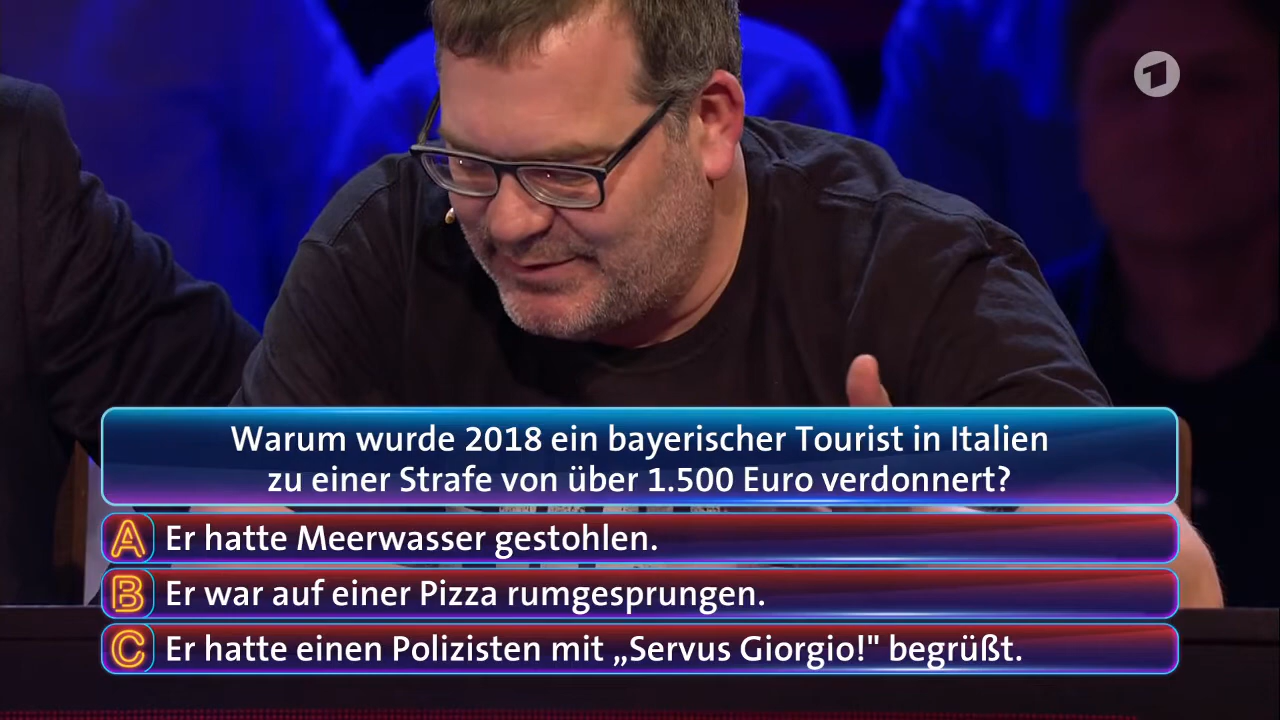 1
Warum wurde 2018 ein bayerischer Tourist in Italien
zu einer Strafe von über 1.500 Euro verdonnert?
A Er hatte Meerwasser gestohlen.
B Er war auf einer Pizza rumgesprungen.
C Er hatte einen Polizisten mit „Servus Giorgio!" begrüßt.